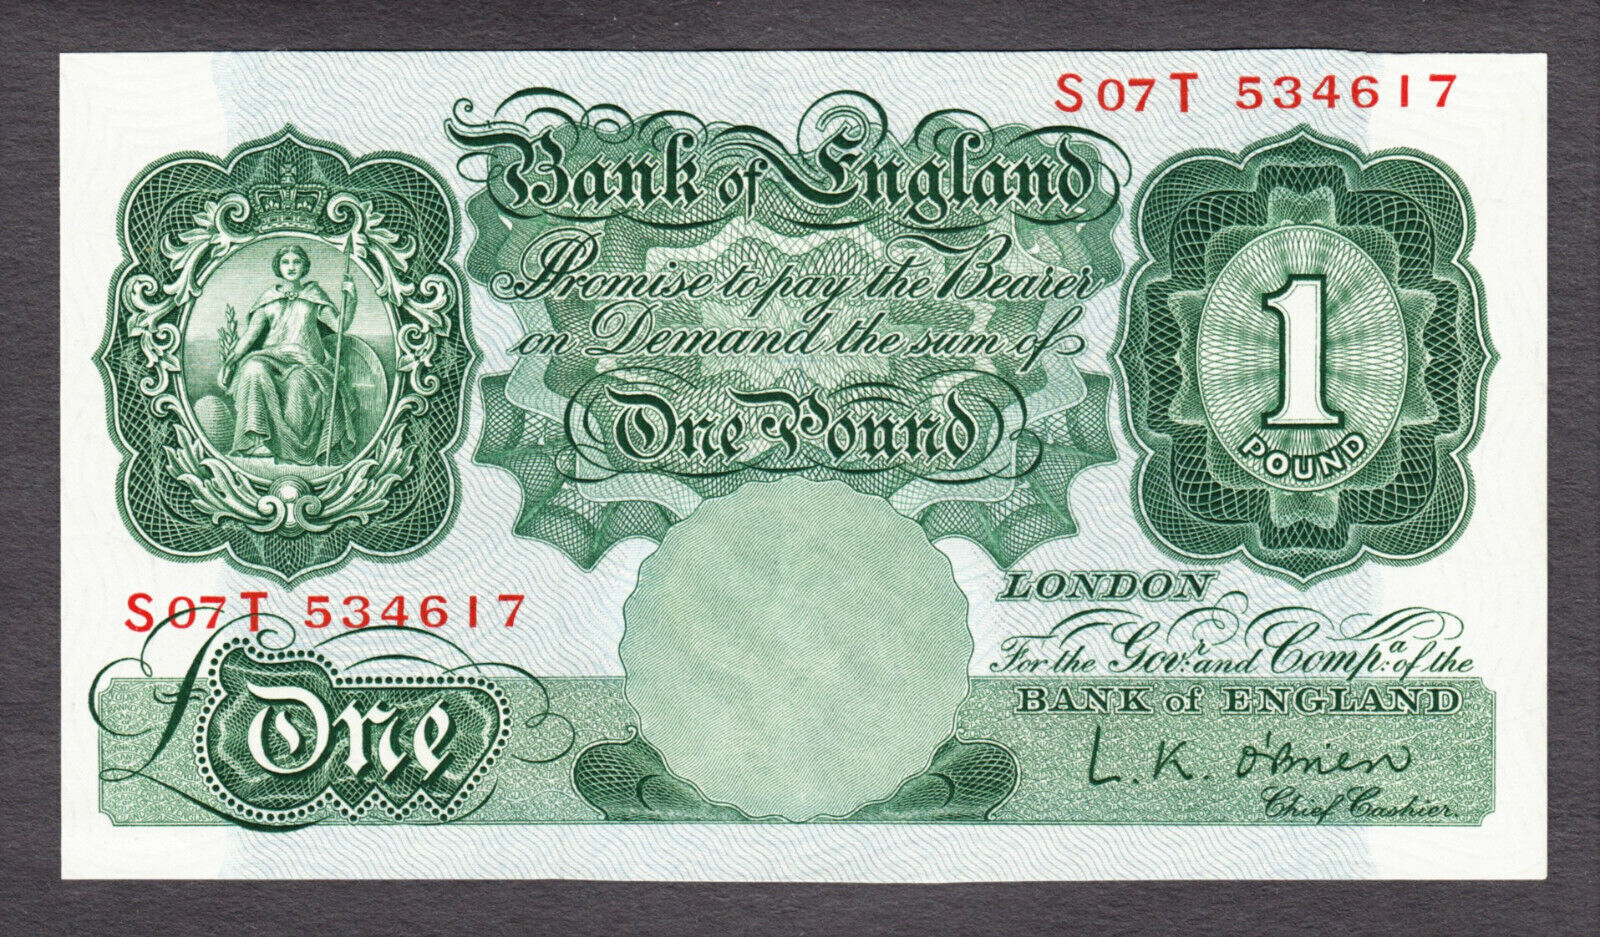 S07T 534617
Bank of England
Promise to pay the Bearer
on Demand the sum of
One Pound
1
POUND
S07T 534617
£One
LONDON
For the Govr. and Compa. of the
BANK of ENGLAND
L.K. O'Brien
Chief Cashier.